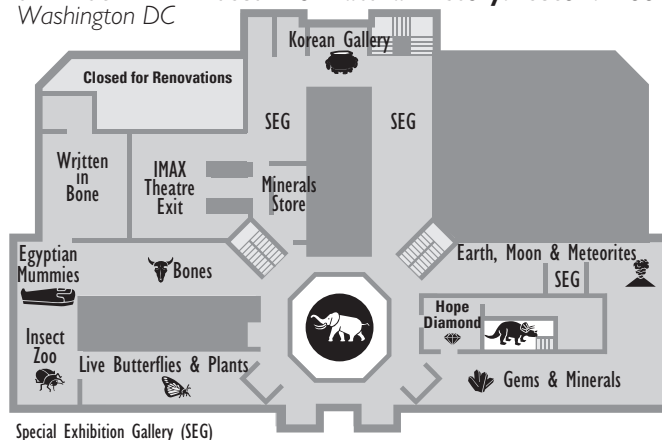 Washington DC
Korean Gallery
Closed for Renovations
SEG
SEG
Written
in
Bone
IMAX
Theatre
Exit
Minerals
Store
Egyptian
Mummies
Bones
Earth, Moon & Meteorites
SEG
Hope
Diamond
Insect
Zoo
Live Butterflies & Plants
Gems & Minerals
Special Exhibition Gallery (SEG)